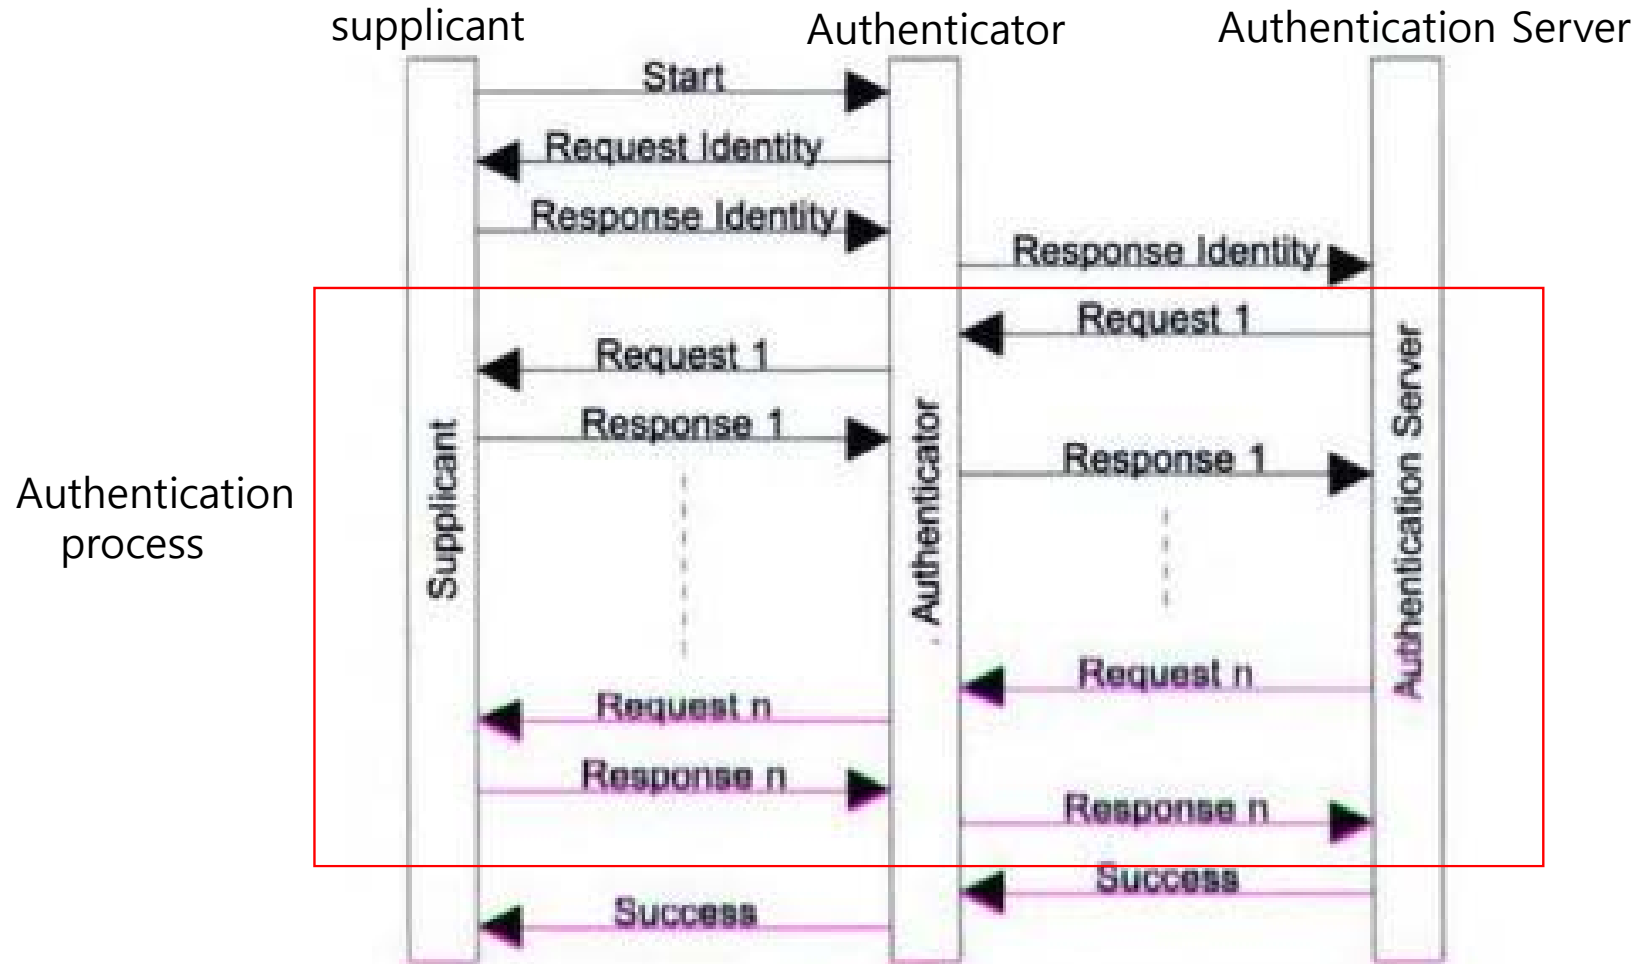 supplicant
Authenticator
Authentication Server
Start
Request Identity
Response Identity
Response Identity
Request 1
Request 1
Response 1
Response 1
Authentication
process
Supplicant
Authenticator
Authentication Server
Request n
Request n
Response n
Response n
Success
Success